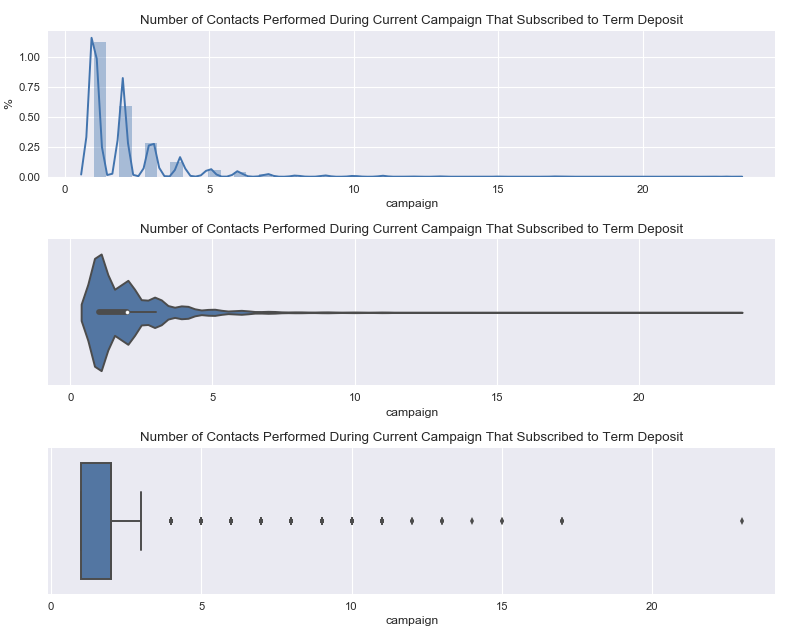 Number of Contacts Performed During Current Campaign That Subscribed to Term Deposit
1.00
0.75
%
0.50
0.25
0.00
0 5 10 15 20
campaign
Number of Contacts Performed During Current Campaign That Subscribed to Term Deposit
0 5 10 15 20
campaign
Number of Contacts Performed During Current Campaign That Subscribed to Term Deposit
0 5 10 15 20
campaign